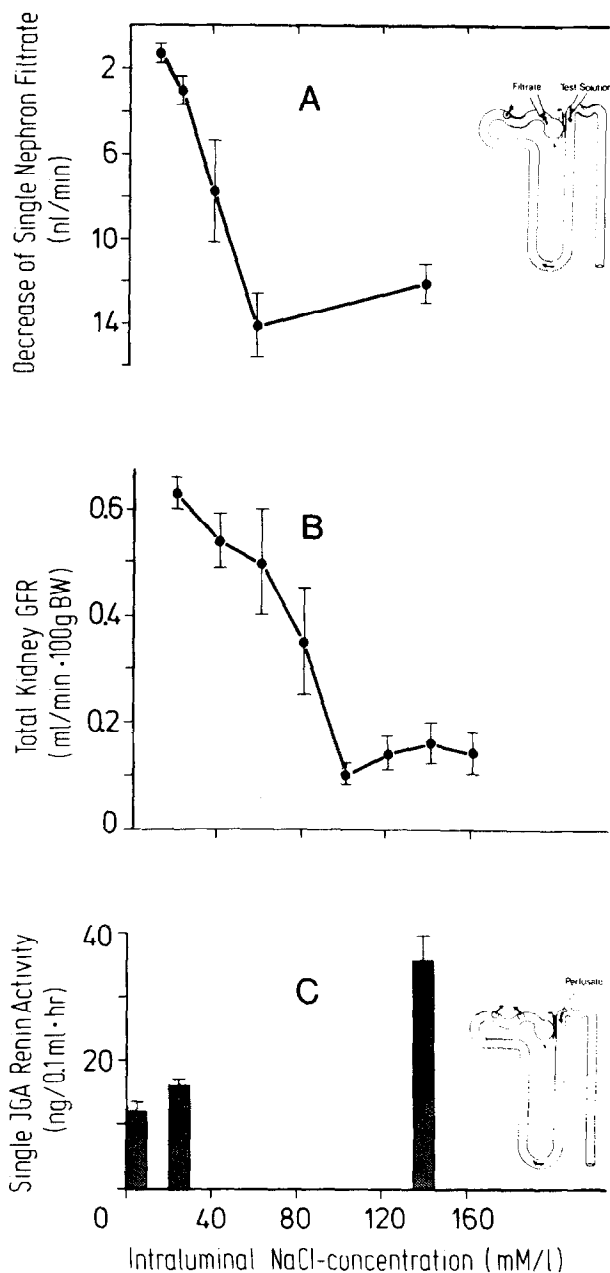 A
Decrease of Single Nephron Filtrate
(nl/min)
2
6
10
14
Filtrate
Test Solution
B
Total Kidney GFR
(ml/min·100g BW)
0.6
0.4
0.2
0
C
Single JGA Renin Activity
(ng/0.1ml·hr)
40
20
0
Perfusate
0 40 80 120 160
Intraluminal NaCl-concentration (mM/l)